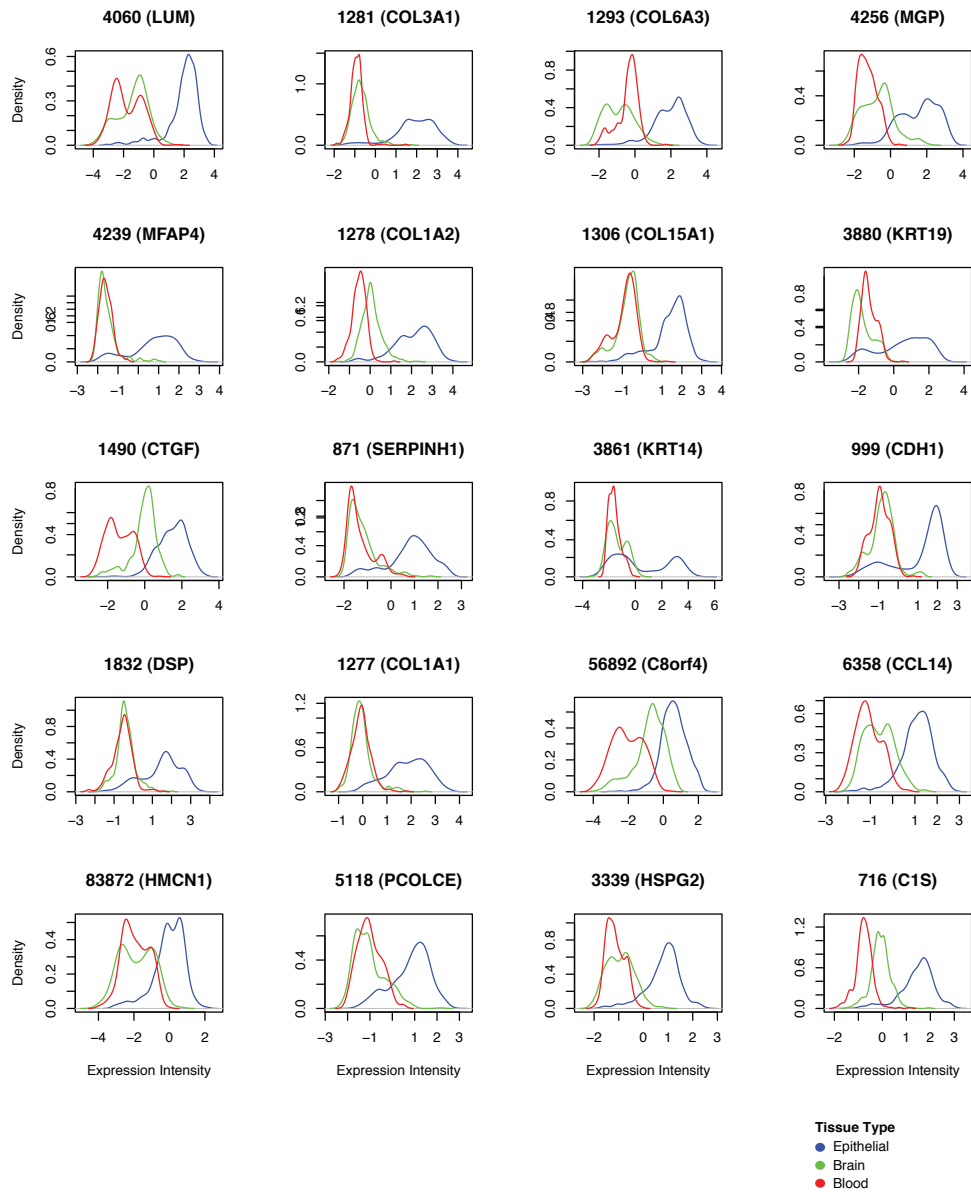 4060 (LUM) 1281 (COL3A1) 1293 (COL6A3) 4256 (MGP)
Density
0.0 0.3 0.6
0.0 1.0
0.0 0.4 0.8
0.0 0.4
-4 -2 0 2 4
-2 0 1 2 3 4
-2 0 2 4
-2 0 2 4
4239 (MFAP4) 1278 (COL1A2) 1306 (COL15A1) 3880 (KRT19)
Density
0.0
0.0
0.0
0.0 0.4 0.8
-3 -1 1 2 3
-2 0 1 2 3 4
-3 -1 1 2 3
-2 0 2 4
1490 (CTGF) 871 (SERPINH1) 3861 (KRT14) 999 (CDH1)
Density
0.0 0.4 0.8
0.0 0.4
0.0 0.4 0.8
0.0 0.4 0.8
-2 0 2 4
-2 0 1 2 3
-4 0 2 4 6
-3 -1 1 2 3
1832 (DSP) 1277 (COL1A1) 56892 (C8orf4) 6358 (CCL14)
Density
0.0 0.4 0.8
0.0 0.6 1.2
0.0 0.2 0.4
0.0 0.3 0.6
-3 -1 1 3
-1 0 1 2 3 4
-4 -2 0 2
-3 -1 1 2 3
83872 (HMCN1) 5118 (PCOLCE) 3339 (HSPG2) 716 (C1S)
Density
0.0 0.2 0.4
0.0 0.4
0.0 0.4 0.8
0.0 0.6 1.2
-4 -2 0 2
-3 -1 1 2 3
-2 0 1 2 3
-2 0 1 2 3
Expression Intensity Expression Intensity Expression Intensity Expression Intensity
Tissue Type
Epithelial
Brain
Blood